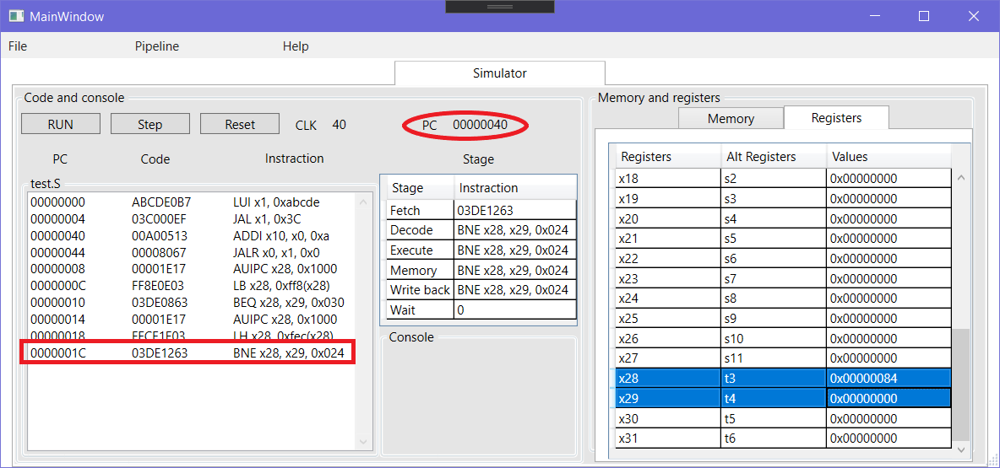 MainWindow
File Pipeline Help
Simulator
Code and console
RUN Step Reset CLK 40 PC 00000040
PC Code Instraction Stage
test.S
00000000 ABCDE0B7 LUI x1, 0xabcde
00000004 03C000EF JAL x1, 0x3C
00000040 00A00513 ADDI x10, x0, 0xa
00000044 00008067 JALR x0, x1, 0x0
00000008 00001E17 AUIPC x28, 0x1000
0000000C FF8E0E03 LB x28, 0xff8(x28)
00000010 03DE0863 BEQ x28, x29, 0x030
00000014 00001E17 AUIPC x28, 0x1000
00000018 FECE1E03 LH x28, 0xfec(x28)
0000001C 03DE1263 BNE x28, x29, 0x024
Stage Instraction
Fetch 03DE1263
Decode BNE x28, x29, 0x024
Execute BNE x28, x29, 0x024
Memory BNE x28, x29, 0x024
Write back BNE x28, x29, 0x024
Wait 0
Console
Memory and registers
Memory Registers
Registers Alt Registers Values
x18 s2 0x00000000
x19 s3 0x00000000
x20 s4 0x00000000
x21 s5 0x00000000
x22 s6 0x00000000
x23 s7 0x00000000
x24 s8 0x00000000
x25 s9 0x00000000
x26 s10 0x00000000
x27 s11 0x00000000
x28 t3 0x00000084
x29 t4 0x00000000
x30 t5 0x00000000
x31 t6 0x00000000